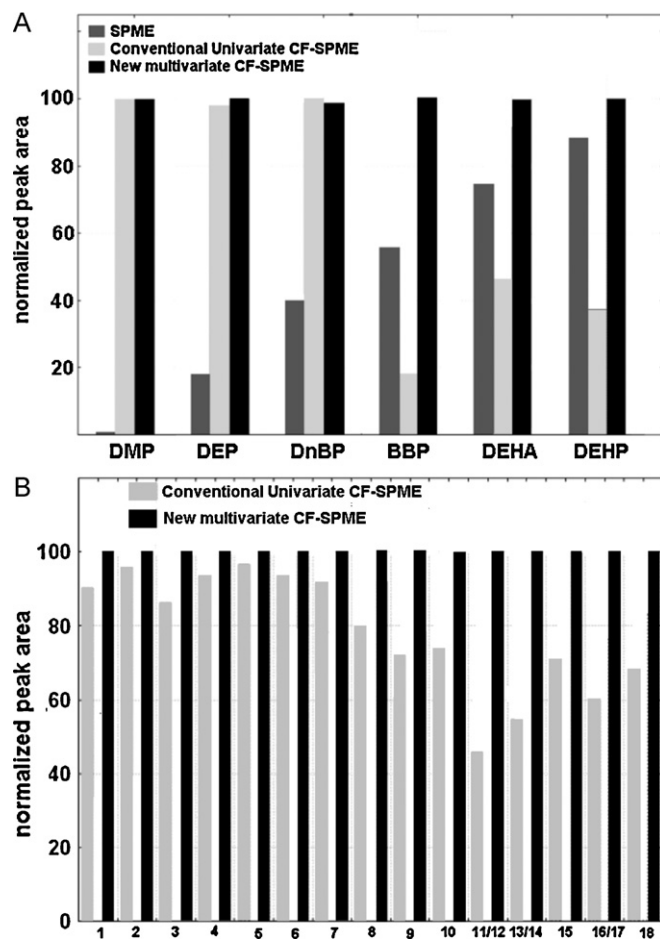 A
SPME
Conventional Univariate CF-SPME
New multivariate CF-SPME
normalized peak area
100
80
60
40
20
DMP DEP DnBP BBP DEHA DEHP
B
Conventional Univariate CF-SPME
New multivariate CF-SPME
normalized peak area
100
80
60
40
20
0
1 2 3 4 5 6 7 8 9 10 11/12 13/14 15 16/17 18